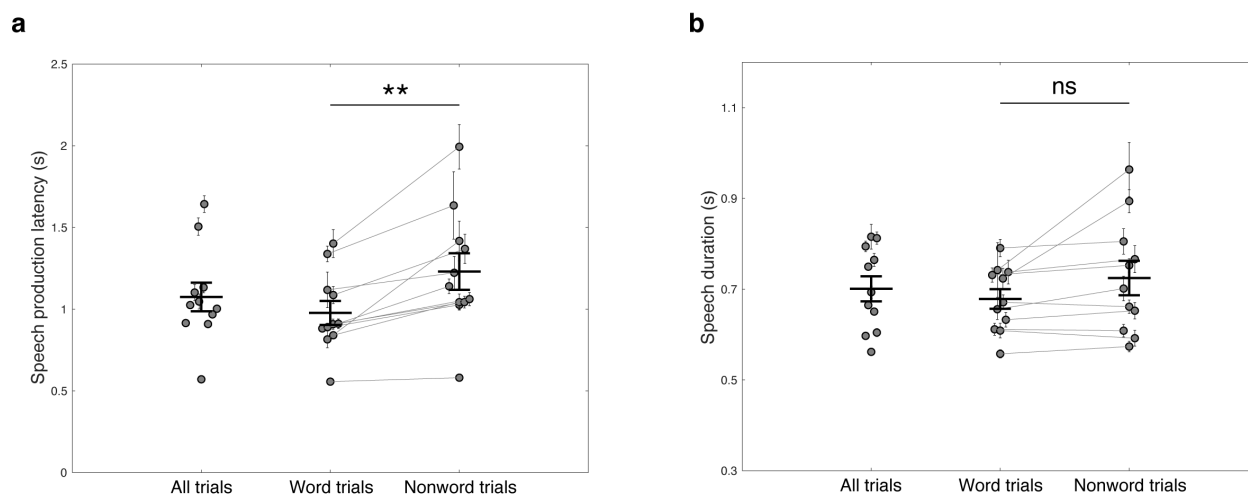 a
b
2.5
2
1.5
1
0.5
0
Speech production latency (s)
**
All trials
Word trials
Nonword trials
1.1
0.9
0.7
0.5
0.3
Speech duration (s)
ns
All trials
Word trials
Nonword trials